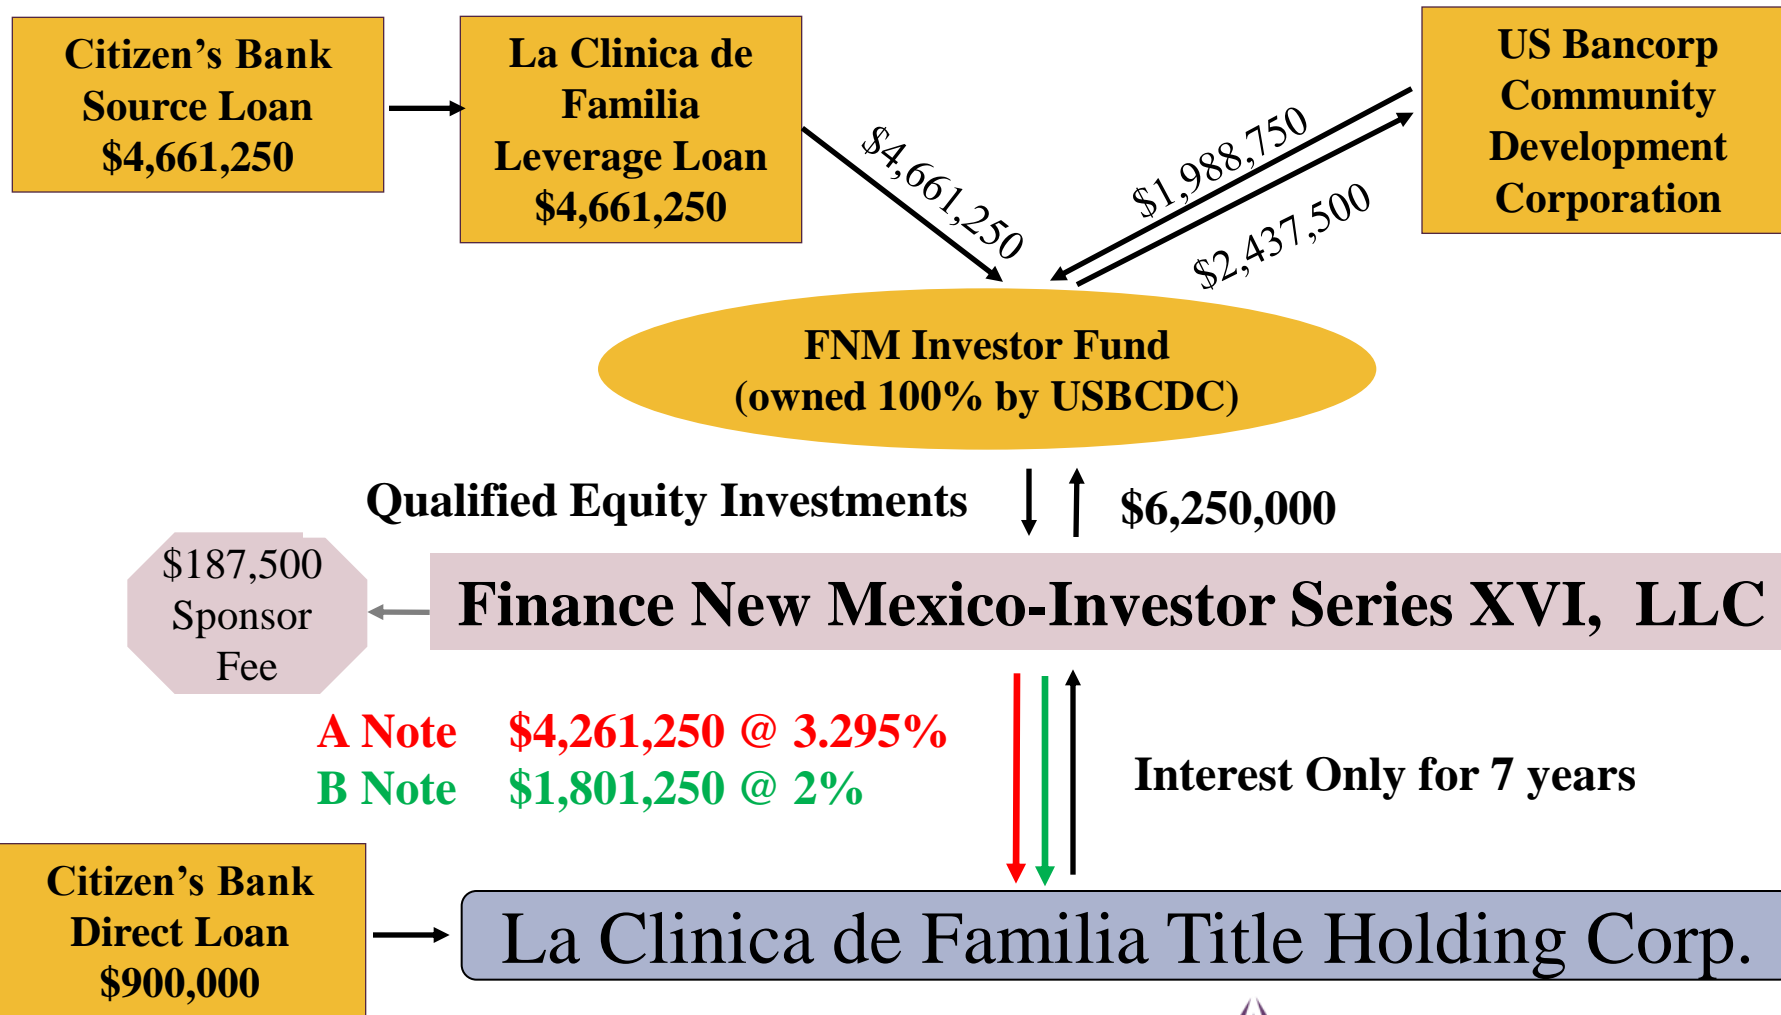 Citizen’s Bank
Source Loan
$4,661,250
La Clinica de
Familia
Leverage Loan
$4,661,250
US Bancorp
Community
Development
Corporation
$4,661,250
$1,988,750
$2,437,500
FNM Investor Fund
(owned 100% by USBCDC)
Qualified Equity Investments
$6,250,000
$187,500
Sponsor
Fee
Finance New Mexico-Investor Series XVI, LLC
A Note $4,261,250 @ 3.295%
B Note $1,801,250 @ 2%
Interest Only for 7 years
Citizen’s Bank
Direct Loan
$900,000
La Clinica de Familia Title Holding Corp.